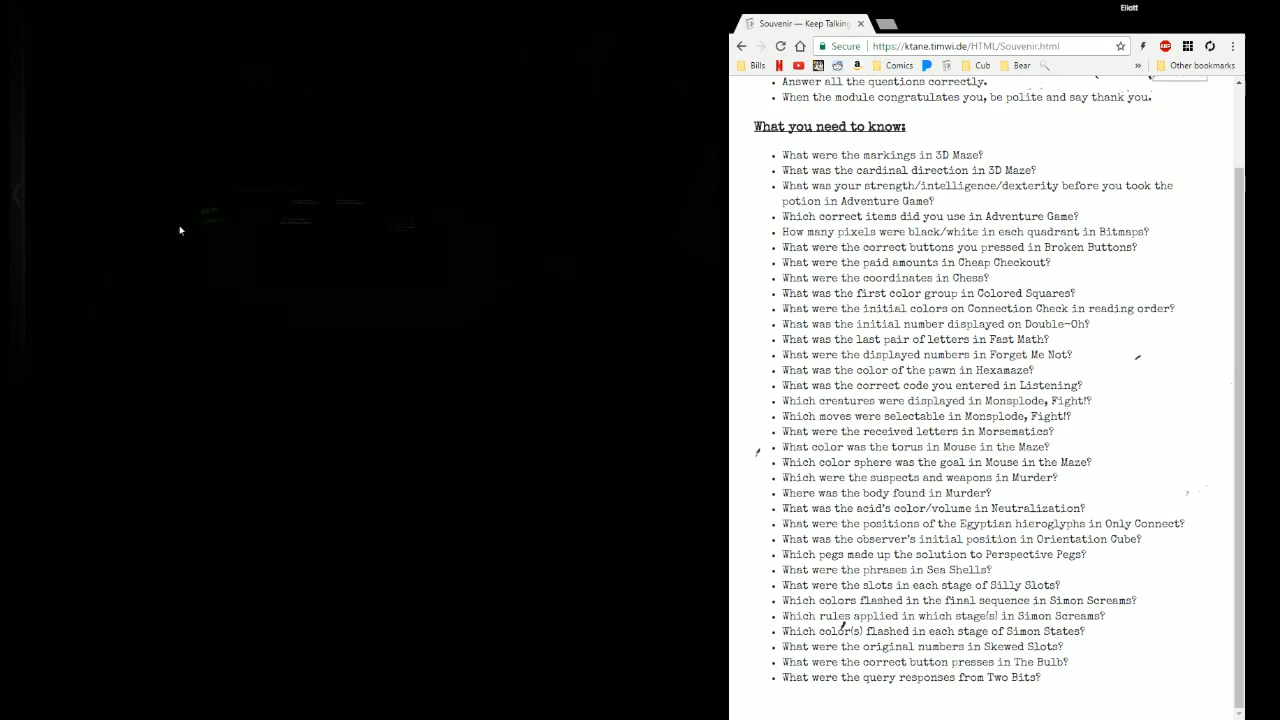 Eliott
Souvenir — Keep Talking
Secure https://ktane.timwi.de/HTML/Souvenir.html
Bills Comics Cub Bear » Other bookmarks
Answer all the questions correctly.
When the module congratulates you, be polite and say thank you.
What you need to know:
What were the markings in 3D Maze?
What was the cardinal direction in 3D Maze?
What was your strength/intelligence/dexterity before you took the
potion in Adventure Game?
Which correct items did you use in Adventure Game?
How many pixels were black/white in each quadrant in Bitmaps?
What were the correct buttons you pressed in Broken Buttons?
What were the paid amounts in Cheap Checkout?
What were the coordinates in Chess?
What was the first color group in Colored Squares?
What were the initial colors on Connection Check in reading order?
What was the initial number displayed on Double-Oh?
What was the last pair of letters in Fast Math?
What were the displayed numbers in Forget Me Not?
What was the color of the pawn in Hexamaze?
What was the correct code you entered in Listening?
Which creatures were displayed in Monsplode, Fight!?
Which moves were selectable in Monsplode, Fight!?
What were the received letters in Morsematics?
What color was the torus in Mouse in the Maze?
Which color sphere was the goal in Mouse in the Maze?
Which were the suspects and weapons in Murder?
Where was the body found in Murder?
What was the acid's color/volume in Neutralization?
What were the positions of the Egyptian hieroglyphs in Only Connect?
What was the observer's initial position in Orientation Cube?
Which pegs made up the solution to Perspective Pegs?
What were the phrases in Sea Shells?
What were the slots in each stage of Silly Slots?
Which colors flashed in the final sequence in Simon Screams?
Which rules applied in which stage(s) in Simon Screams?
Which color(s) flashed in each stage of Simon States?
What were the original numbers in Skewed Slots?
What were the correct button presses in The Bulb?
What were the query responses from Two Bits?